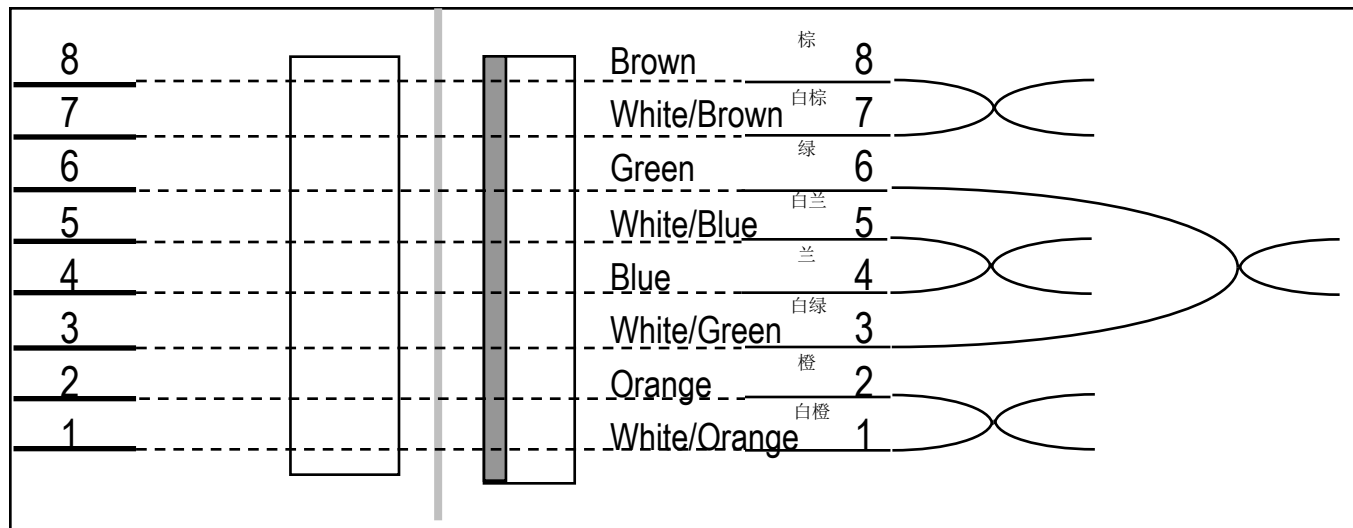 8 Brown 棕 8
7 White/Brown 白棕 7
6 Green 绿 6
5 White/Blue 白兰 5
4 Blue 兰 4
3 White/Green 白绿 3
2 Orange 橙 2
1 White/Orange 白橙 1